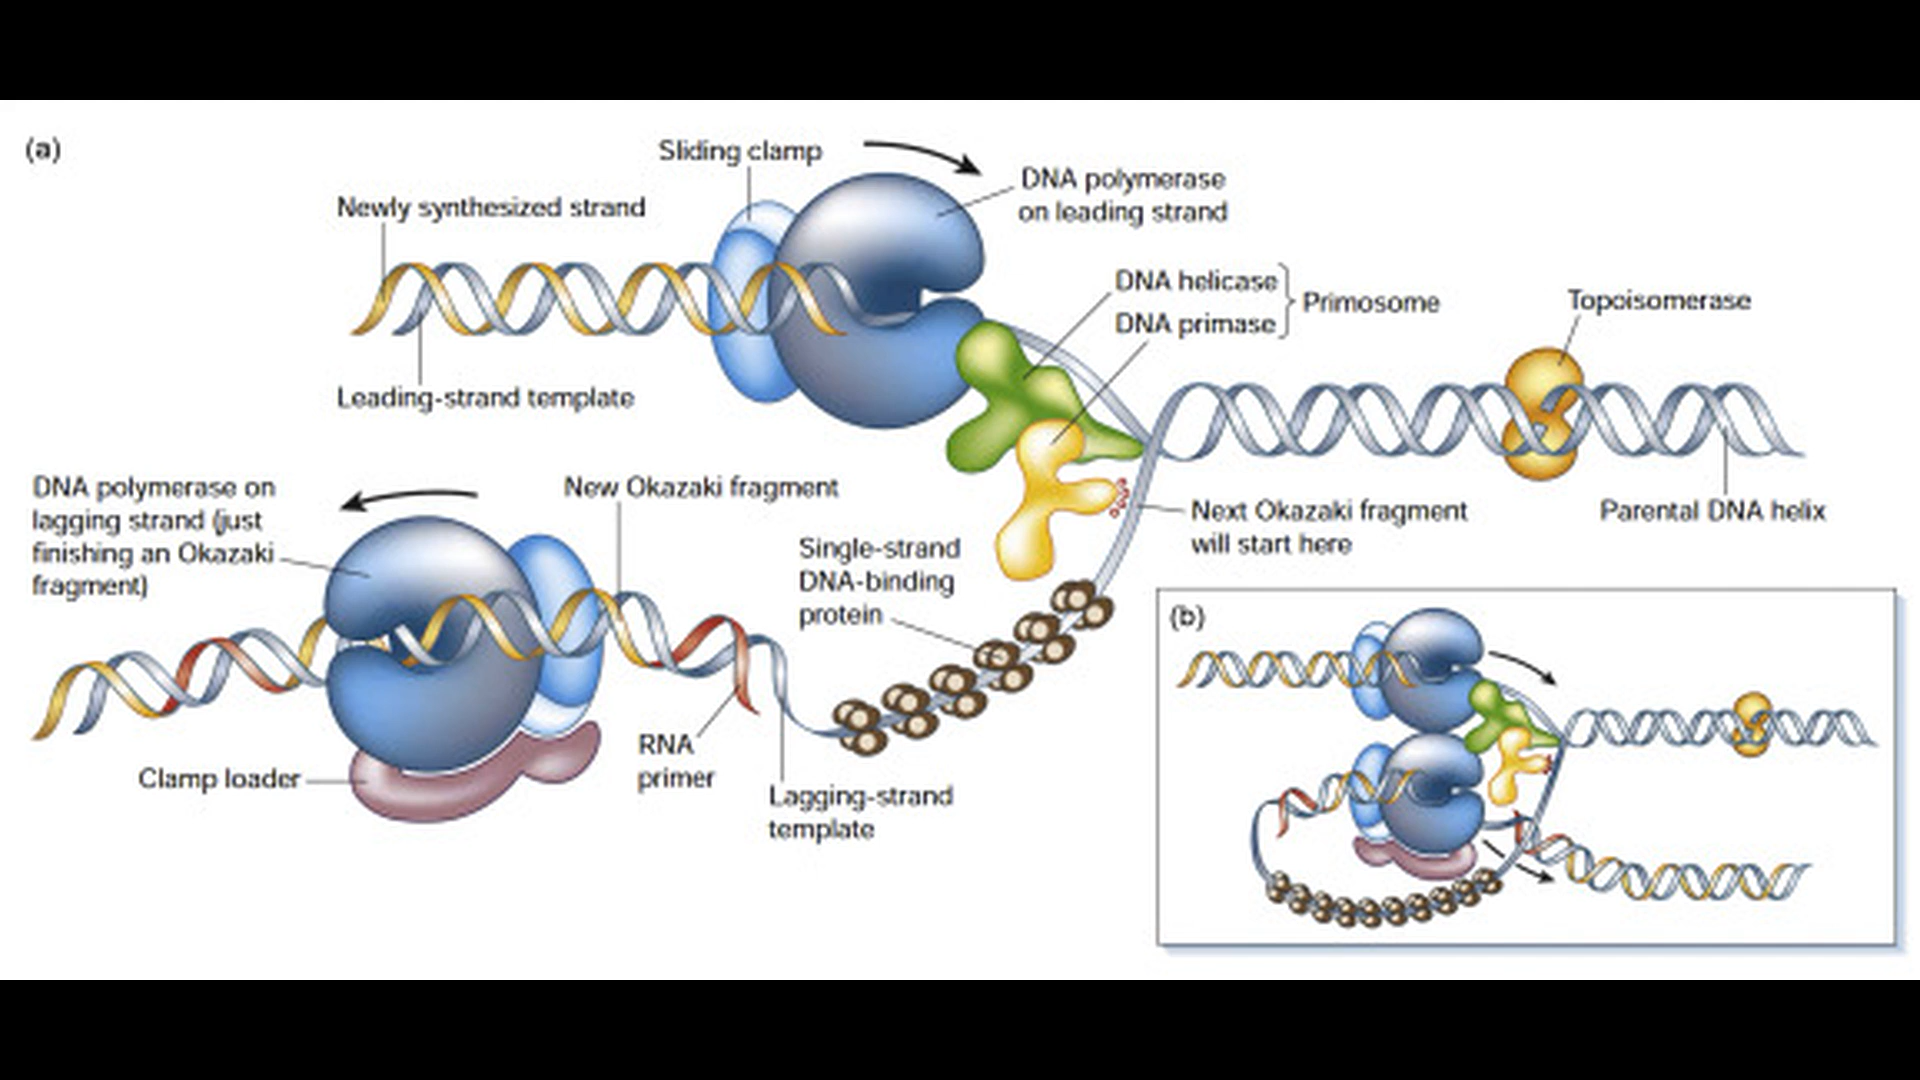 (a)
Sliding clamp
Newly synthesized strand
DNA polymerase
on leading strand
DNA helicase
DNA primase
Primosome
Topoisomerase
Leading-strand template
DNA polymerase on
lagging strand (just
finishing an Okazaki
fragment)
New Okazaki fragment
Next Okazaki fragment
will start here
Parental DNA helix
Single-strand
DNA-binding
protein
RNA
primer
Clamp loader
Lagging-strand
template
(b)